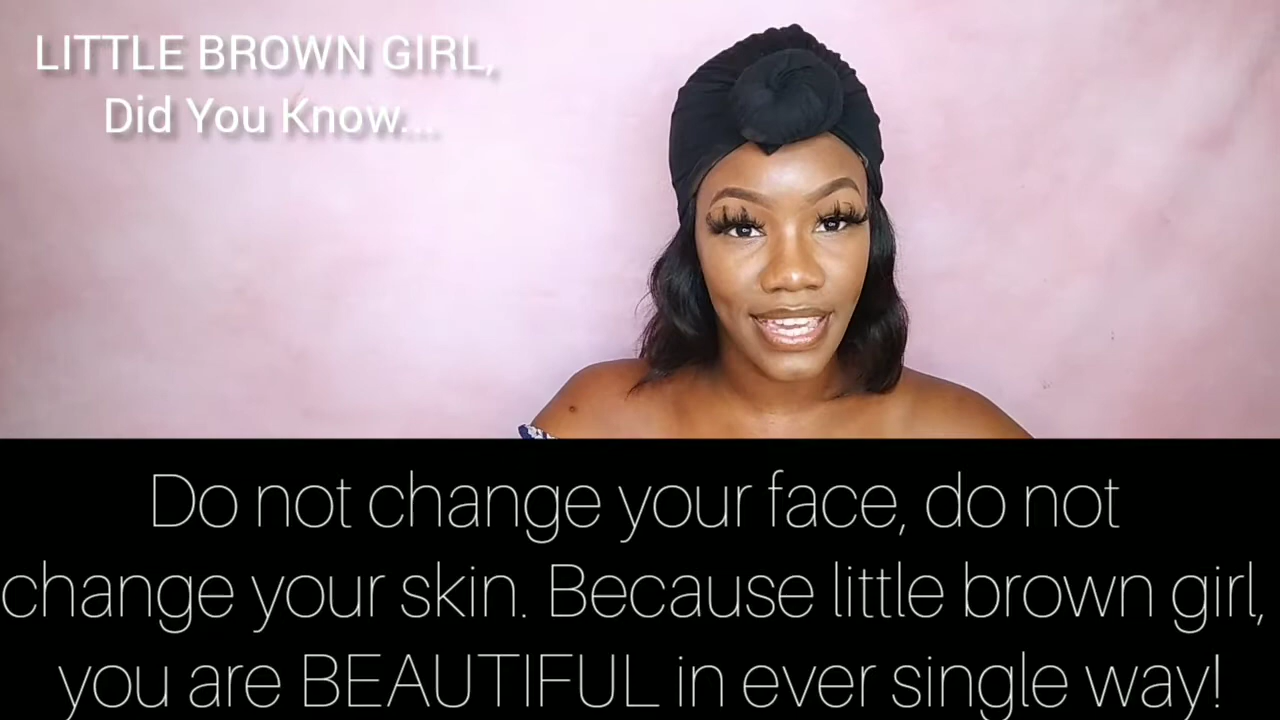 LITTLE BROWN GIRL,
Did You Know...
Do not change your face, do not
change your skin. Because little brown girl,
you are BEAUTIFUL in ever single way!